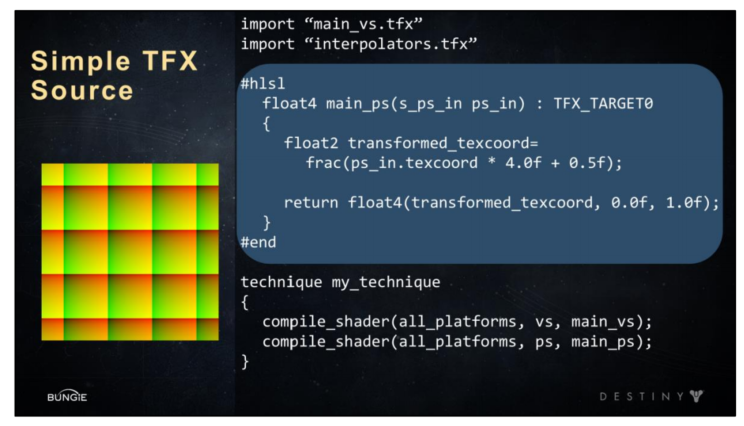 Simple TFX
Source
import “main_vs.tfx”
import “interpolators.tfx”
#hlsl
float4 main_ps(s_ps_in ps_in) : TFX_TARGET0
{
float2 transformed_texcoord=
frac(ps_in.texcoord * 4.0f + 0.5f);
return float4(transformed_texcoord, 0.0f, 1.0f);
}
#end
technique my_technique
{
compile_shader(all_platforms, vs, main_vs);
compile_shader(all_platforms, ps, main_ps);
}
BUNGIE
DESTINY